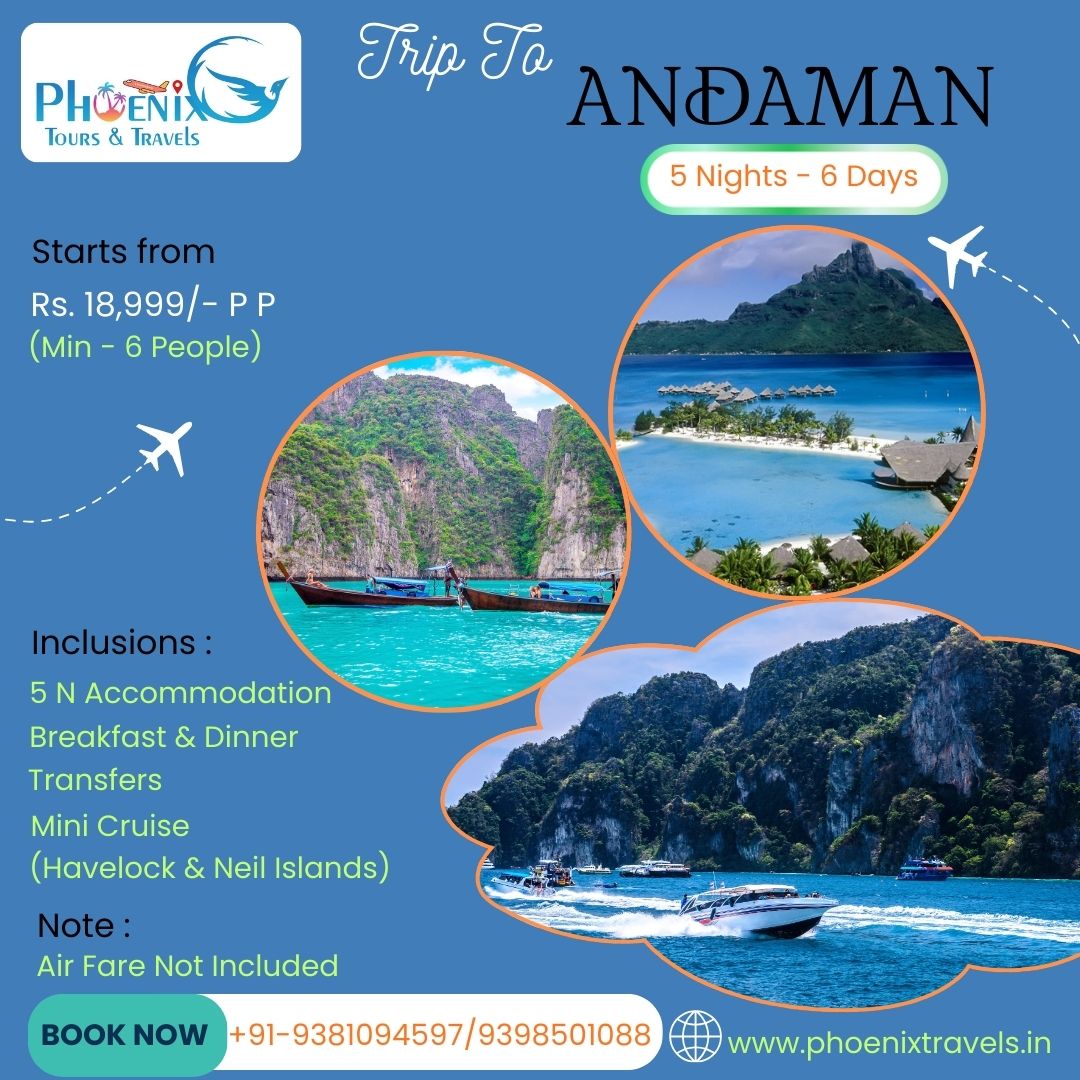 PHOENIX
TOURS & TRAVELS
Trip To
ANDAMAN
5 Nights - 6 Days
Starts from
Rs. 18,999/- P P
(Min - 6 People)
Inclusions :
5 N Accommodation
Breakfast & Dinner
Transfers
Mini Cruise
(Havelock & Neil Islands)
Note :
Air Fare Not Included
BOOK NOW +91-9381094597/9398501088
www.phoenixtravels.in